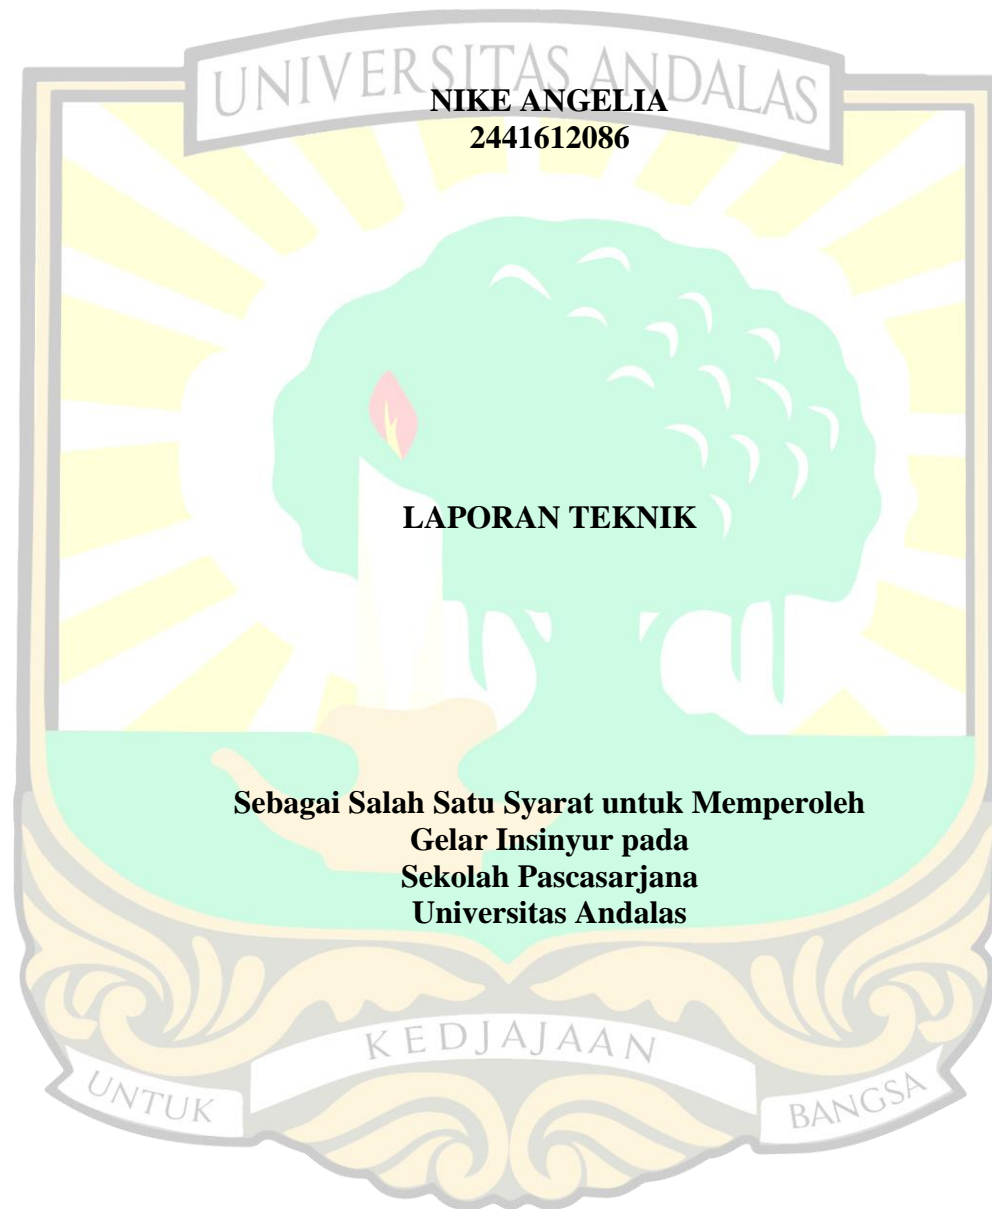 UNIVERSITAS ANDALAS
NIKE ANGELIA
2441612086
LAPORAN TEKNIK
Sebagai Salah Satu Syarat untuk Memperoleh
Gelar Insinyur pada
Sekolah Pascasarjana
Universitas Andalas
UNTUK KEDJAJAAN BANGSA